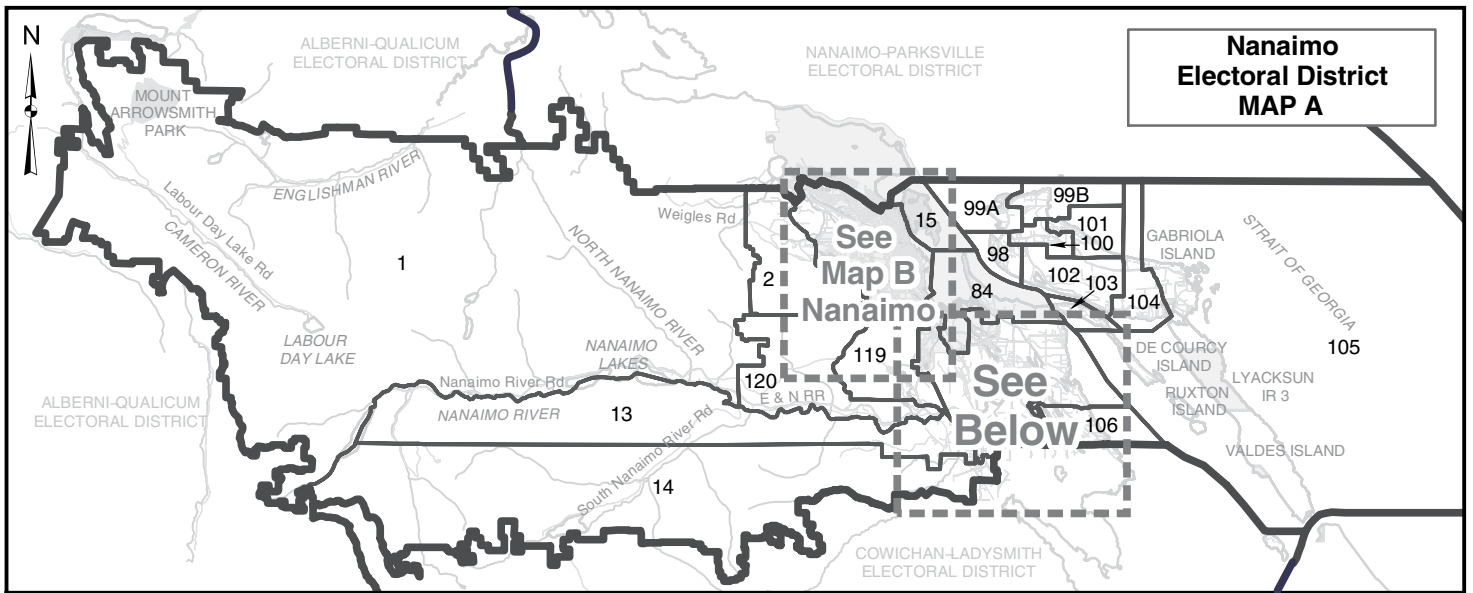 N
ALBERNI-QUALICUM
ELECTORAL DISTRICT
NANAIMO-PARKSVILLE
ELECTORAL DISTRICT
Nanaimo
Electoral District
MAP A
MOUNT
ARROWSMITH
PARK
ENGLISHMAN RIVER
Labour Day Lake Rd
CAMERON RIVER
LABOUR
DAY LAKE
1
NORTH NANAIMO RIVER
NANAIMO
LAKES
Weigles Rd
2
See
Map B
Nanaimo
15
99A
99B
101
100
98
102
103
84
104
GABRIOLA
ISLAND
STRAIT OF GEORGIA
105
DE COURCY
ISLAND
RUXTON
ISLAND
LYACKSUN
IR 3
VALDES ISLAND
119
120
E & N RR
Nanaimo River Rd
NANAIMO RIVER
13
South Nanaimo River Rd
14
See
Below
106
ALBERNI-QUALICUM
ELECTORAL DISTRICT
COWICHAN-LADYSMITH
ELECTORAL DISTRICT